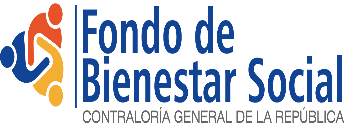 Fondo de
Bienestar Social
CONTRALORÍA GENERAL DE LA REPÚBLICA